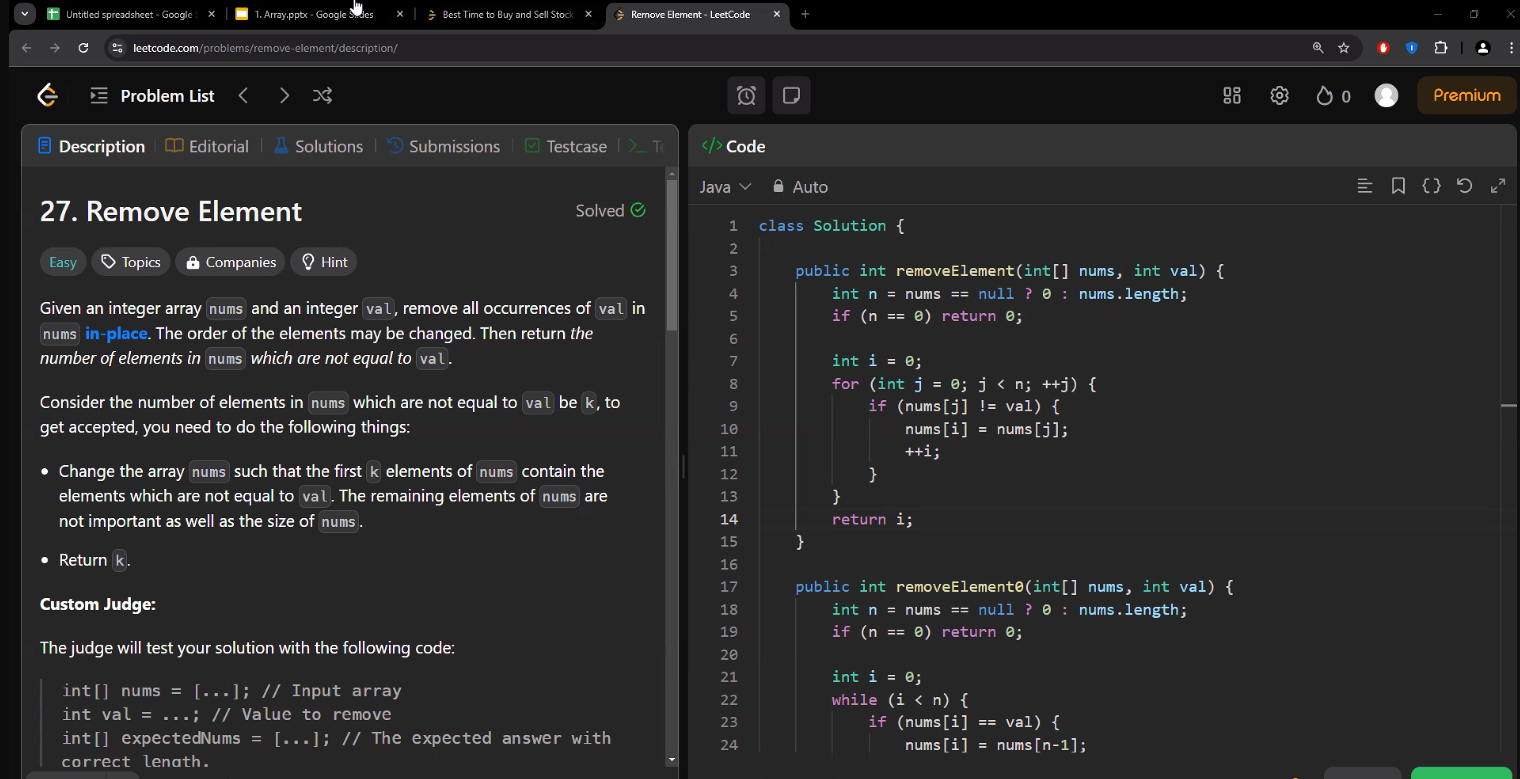 Untitled spreadsheet - Google
1. Array.pptx - Google Slides
Best Time to Buy and Sell Stock
Remove Element - LeetCode
leetcode.com/problems/remove-element/description/
Problem List
0
Premium
Description
Editorial
Solutions
Submissions
Testcase
Te
Code
Java
Auto
27. Remove Element
Solved
Easy
Topics
Companies
Hint
Given an integer array nums and an integer val, remove all occurrences of val in
nums in-place. The order of the elements may be changed. Then return the
number of elements in nums which are not equal to val.
Consider the number of elements in nums which are not equal to val be k, to
get accepted, you need to do the following things:
• Change the array nums such that the first k elements of nums contain the
elements which are not equal to val. The remaining elements of nums are
not important as well as the size of nums.
• Return k.
Custom Judge:
The judge will test your solution with the following code:
int[] nums = [...]; // Input array
int val = ...; // Value to remove
int[] expectedNums = [...]; // The expected answer with
correct length.
1 class Solution {
2
3 public int removeElement(int[] nums, int val) {
4 int n = nums == null ? 0 : nums.length;
5 if (n == 0) return 0;
6
7 int i = 0;
8 for (int j = 0; j < n; ++j) {
9 if (nums[j] != val) {
10 nums[i] = nums[j];
11 ++i;
12 }
13 }
14 return i;
15 }
16
17 public int removeElement0(int[] nums, int val) {
18 int n = nums == null ? 0 : nums.length;
19 if (n == 0) return 0;
20
21 int i = 0;
22 while (i < n) {
23 if (nums[i] == val) {
24 nums[i] = nums[n-1];